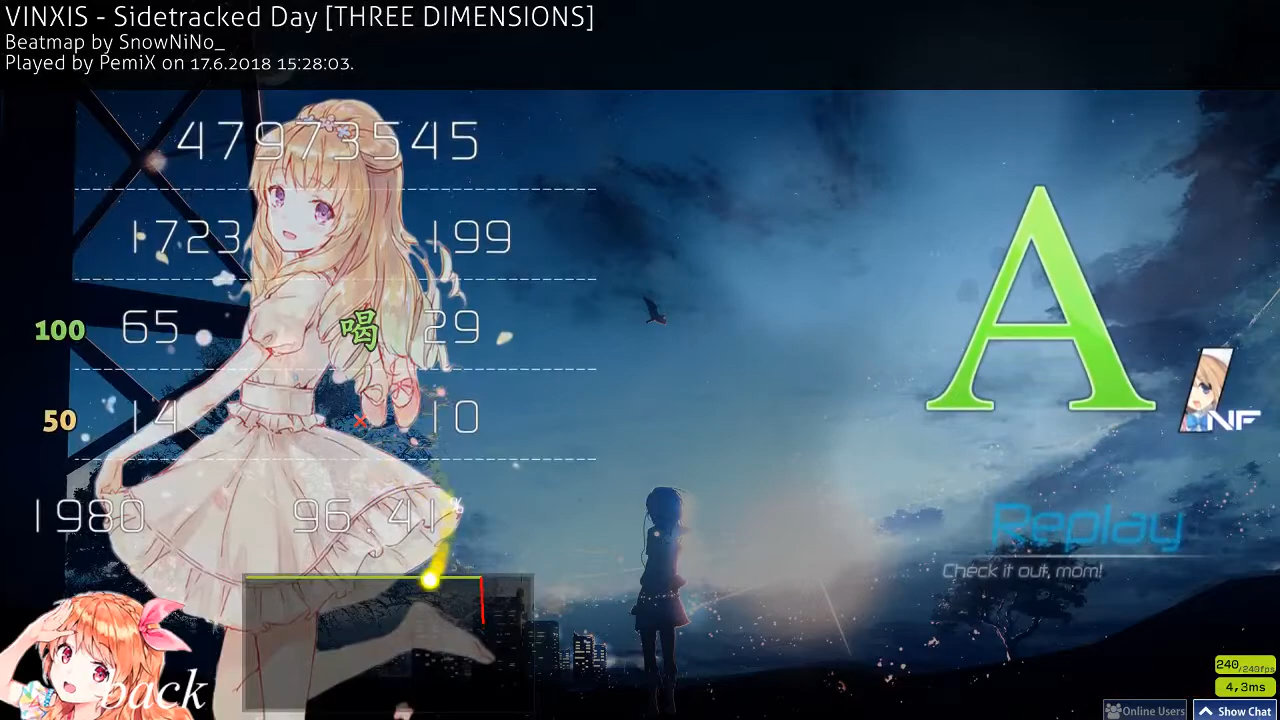 VINXIS - Sidetracked Day [THREE DIMENSIONS]
Beatmap by SnowNiNo_
Played by PemiX on 17.6.2018 15:28:03.
47973545
1723 199
100 65 喝 29
50 14 × 10
1980 96.41%
A
NF
Replay
Check it out, mom!
back
240/240fps
4,3ms
Online Users
Show Chat